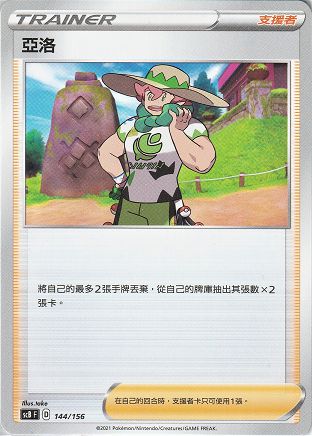 TRAINER 支援者
亞洛
將自己的最多2張手牌丟棄,從自己的牌庫抽出其張數×2
張卡。
Illus.take
scB F D 144/156
在自己的回合時,支援者卡只可使用1張。
©2021 Pokémon/Nintendo/Creatures/GAME FREAK.